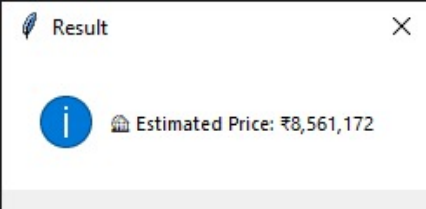 Result
🏠 Estimated Price: ₹8,561,172